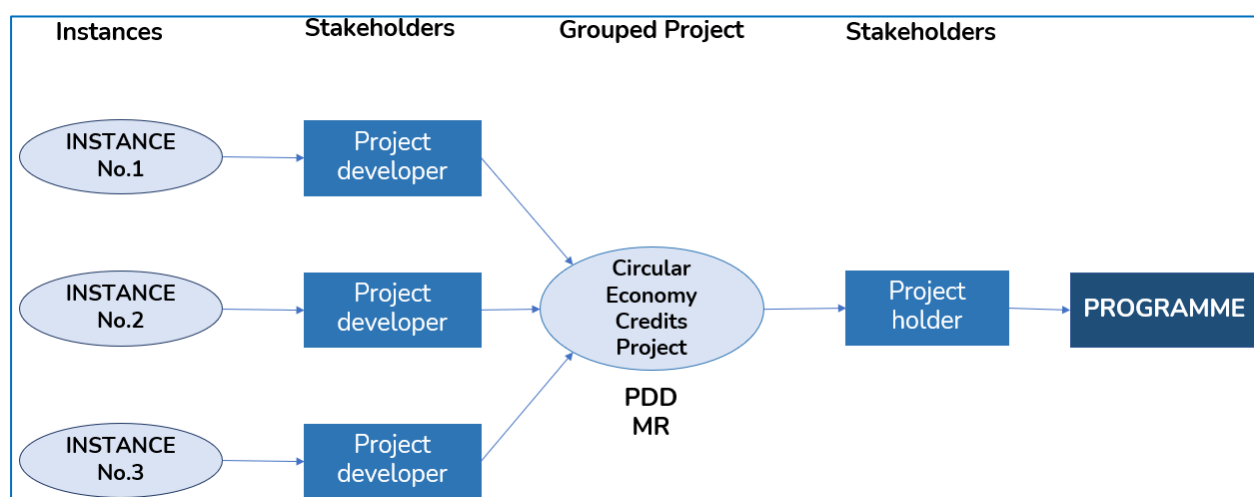 Instances
Stakeholders
Grouped Project
Stakeholders
INSTANCE
No.1
Project
developer
INSTANCE
No.2
Project
developer
Circular
Economy
Credits
Project
Project
holder
PROGRAMME
PDD
MR
INSTANCE
No.3
Project
developer